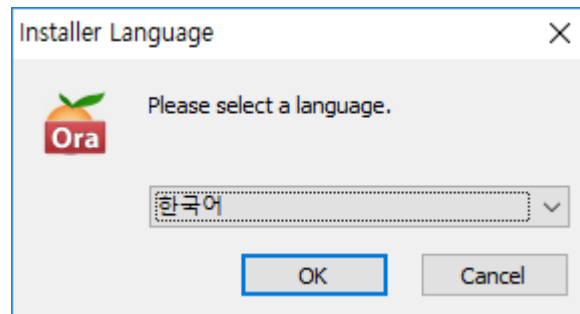 Installer Language
Ora
Please select a language.
한국어
OK
Cancel